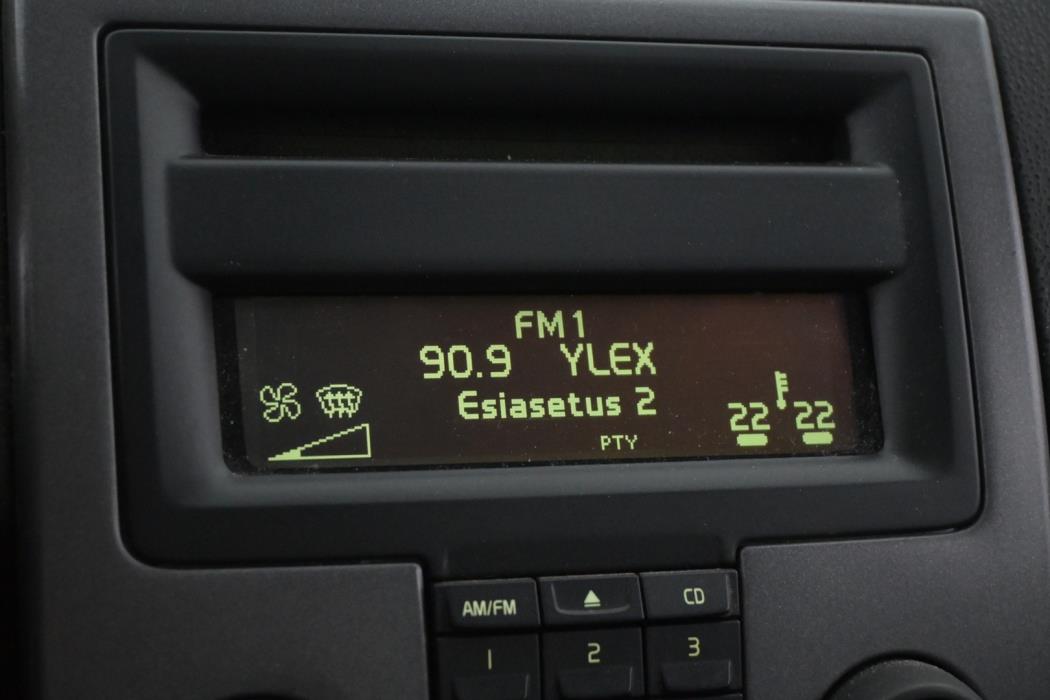 FM1
90.9 YLEX
Esiasetus 2
22 22
PTY
AM/FM CD
1 2 3